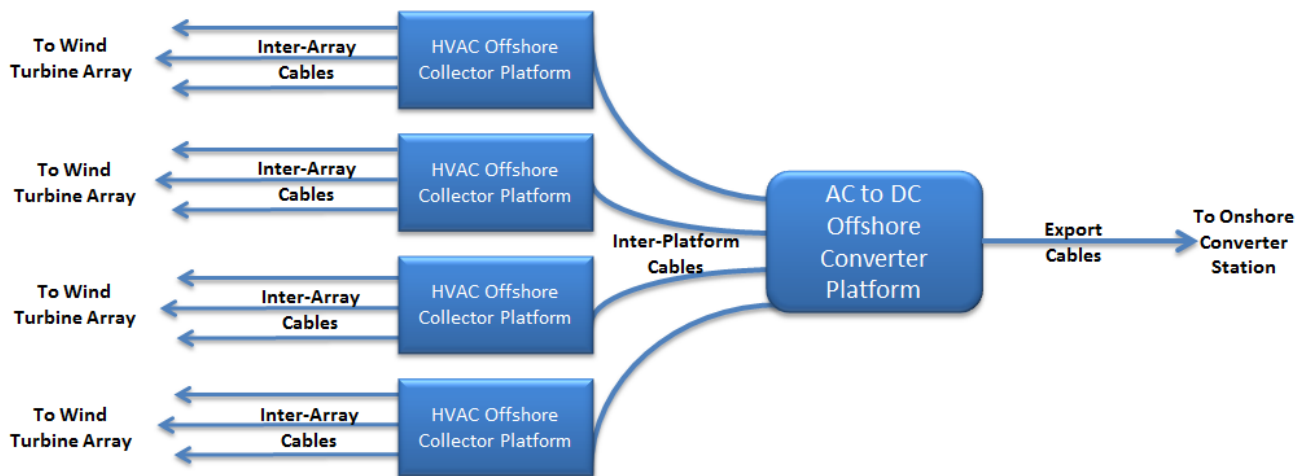 To Wind
Turbine Array
Inter-Array
Cables
HVAC Offshore
Collector Platform
To Wind
Turbine Array
Inter-Array
Cables
HVAC Offshore
Collector Platform
To Wind
Turbine Array
Inter-Array
Cables
HVAC Offshore
Collector Platform
To Wind
Turbine Array
Inter-Array
Cables
HVAC Offshore
Collector Platform
Inter-Platform
Cables
AC to DC
Offshore
Converter
Platform
Export
Cables
To Onshore
Converter
Station